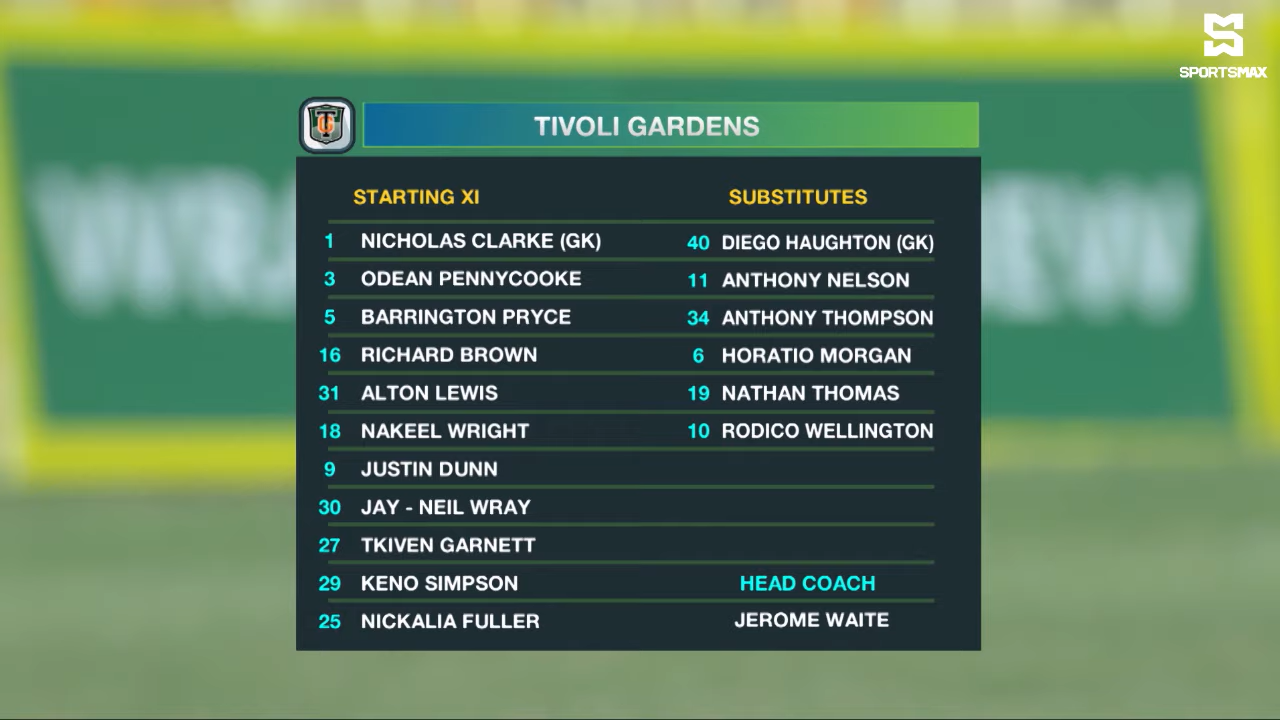 SPORTSMAX
TIVOLI GARDENS
STARTING XI
1 NICHOLAS CLARKE (GK)
3 ODEAN PENNYCOOKE
5 BARRINGTON PRYCE
16 RICHARD BROWN
31 ALTON LEWIS
18 NAKEEL WRIGHT
9 JUSTIN DUNN
30 JAY - NEIL WRAY
27 TKIVEN GARNETT
29 KENO SIMPSON
25 NICKALIA FULLER
SUBSTITUTES
40 DIEGO HAUGHTON (GK)
11 ANTHONY NELSON
34 ANTHONY THOMPSON
6 HORATIO MORGAN
19 NATHAN THOMAS
10 RODICO WELLINGTON
HEAD COACH
JEROME WAITE